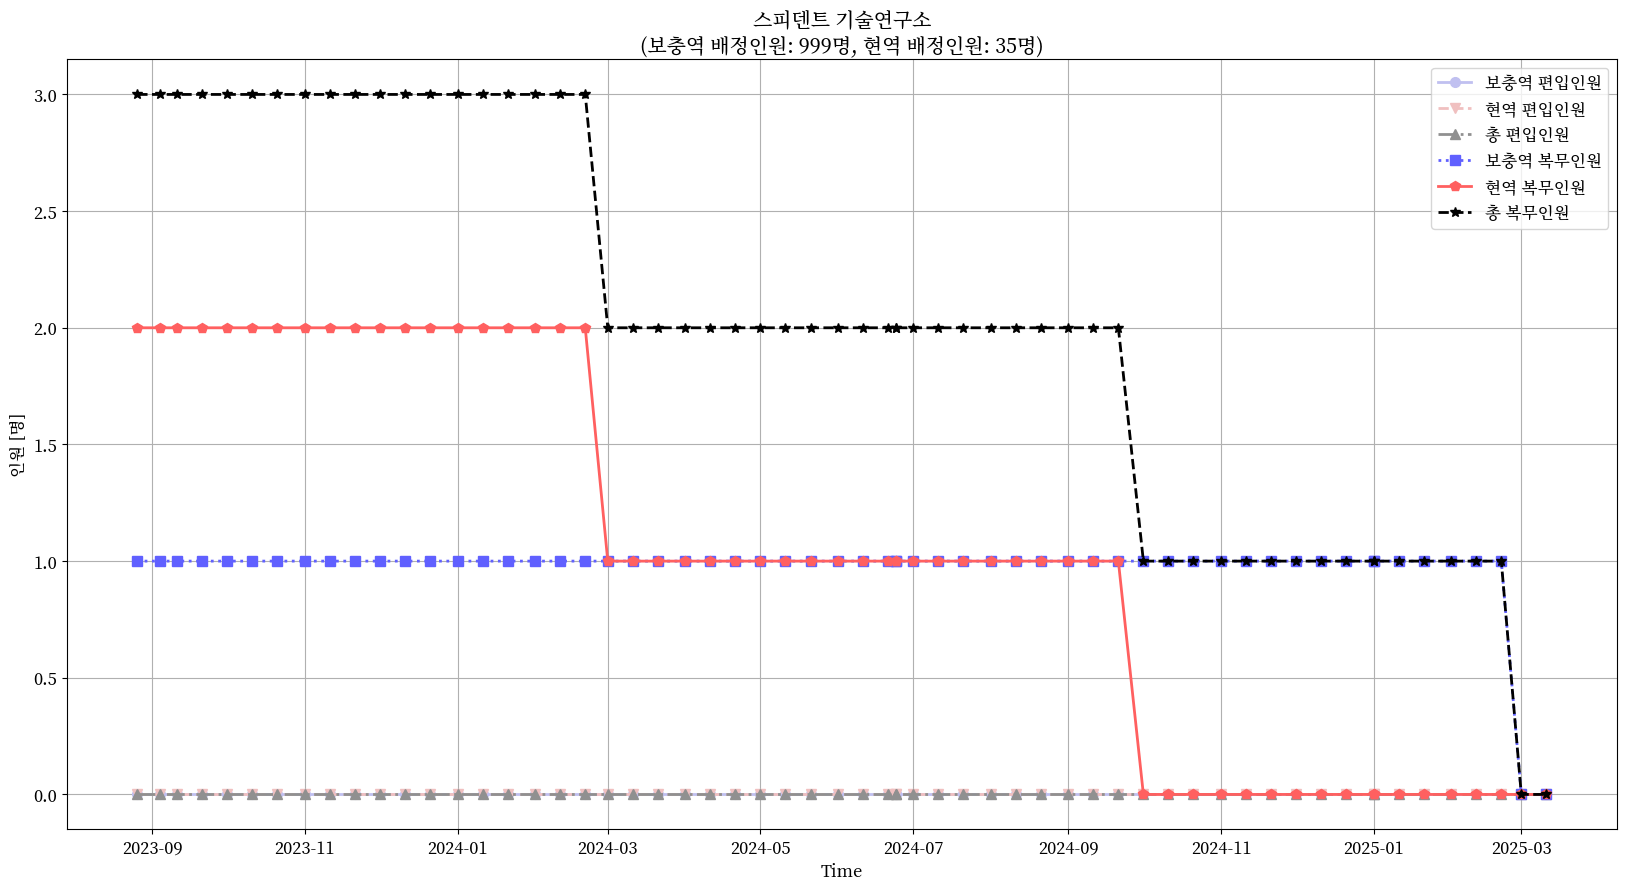 스피덴트 기술연구소
(보충역 배정인원: 999명, 현역 배정인원: 35명)
보충역 편입인원
현역 편입인원
총 편입인원
보충역 복무인원
현역 복무인원
총 복무인원
인원 [명]
3.0
2.5
2.0
1.5
1.0
0.5
0.0
2023-09
2023-11
2024-01
2024-03
2024-05
2024-07
2024-09
2024-11
2025-01
2025-03
Time